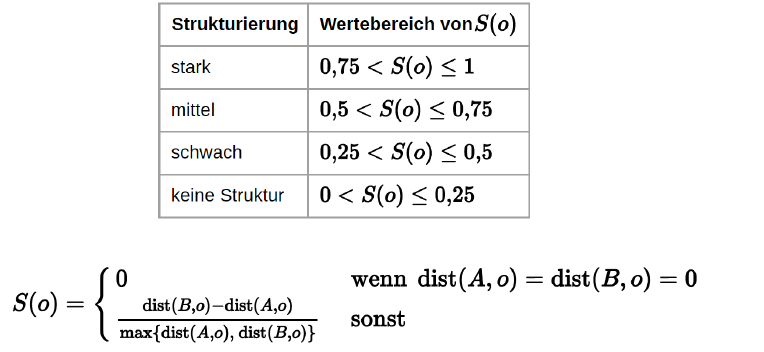 Strukturierung Wertebereich von S(o)
stark 0,75 < S(o) ≤ 1
mittel 0,5 < S(o) ≤ 0,75
schwach 0,25 < S(o) ≤ 0,5
keine Struktur 0 < S(o) ≤ 0,25
S(o) = { 0 wenn dist(A, o) = dist(B, o) = 0
dist(B,o)−dist(A,o)
max{dist(A,o), dist(B,o)} sonst